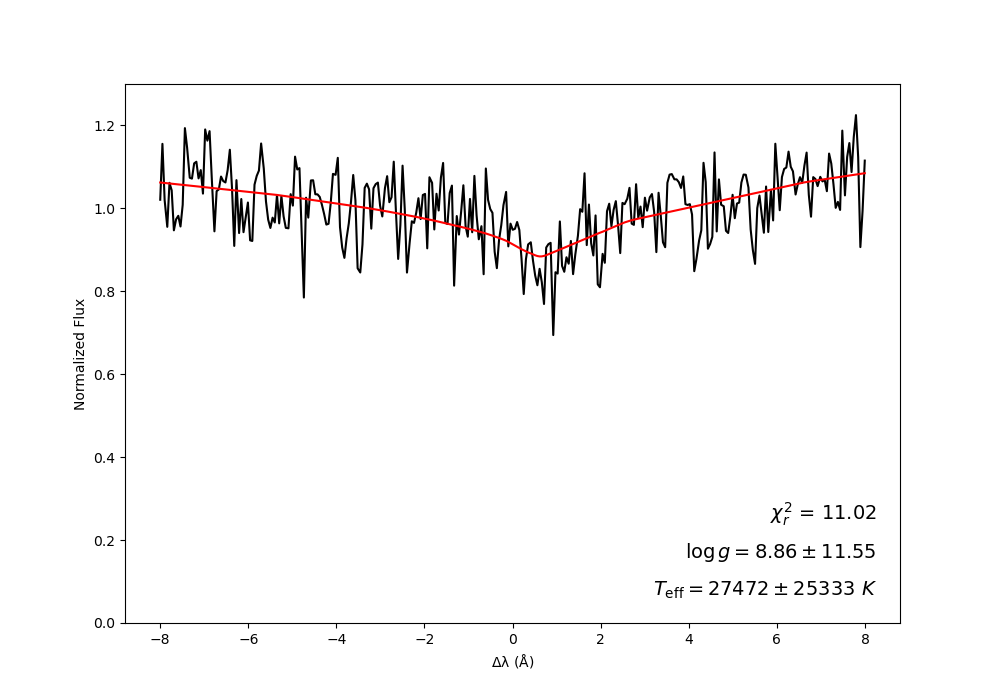 1.2
1.0
0.8
0.6
0.4
0.2
0.0
Normalized Flux
χ²ᵣ = 11.02
log g = 8.86 ± 11.55
T_eff = 27472 ± 25333 K
−8 −6 −4 −2 0 2 4 6 8
Δλ (Å)